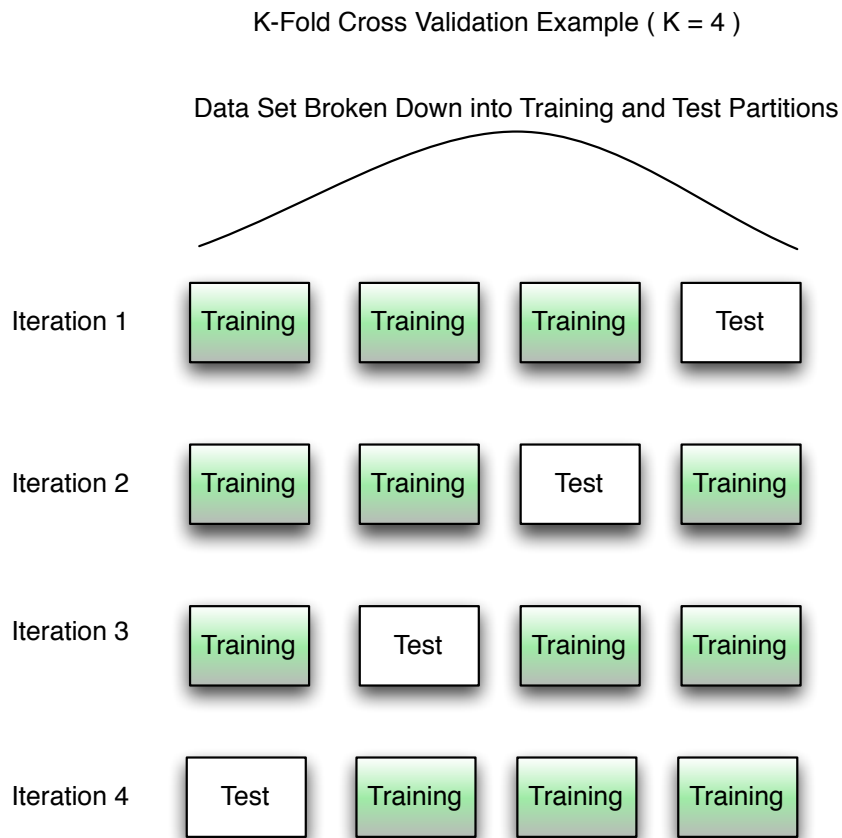 K-Fold Cross Validation Example ( K = 4 )
Data Set Broken Down into Training and Test Partitions
Iteration 1 Training Training Training Test
Iteration 2 Training Training Test Training
Iteration 3 Training Test Training Training
Iteration 4 Test Training Training Training